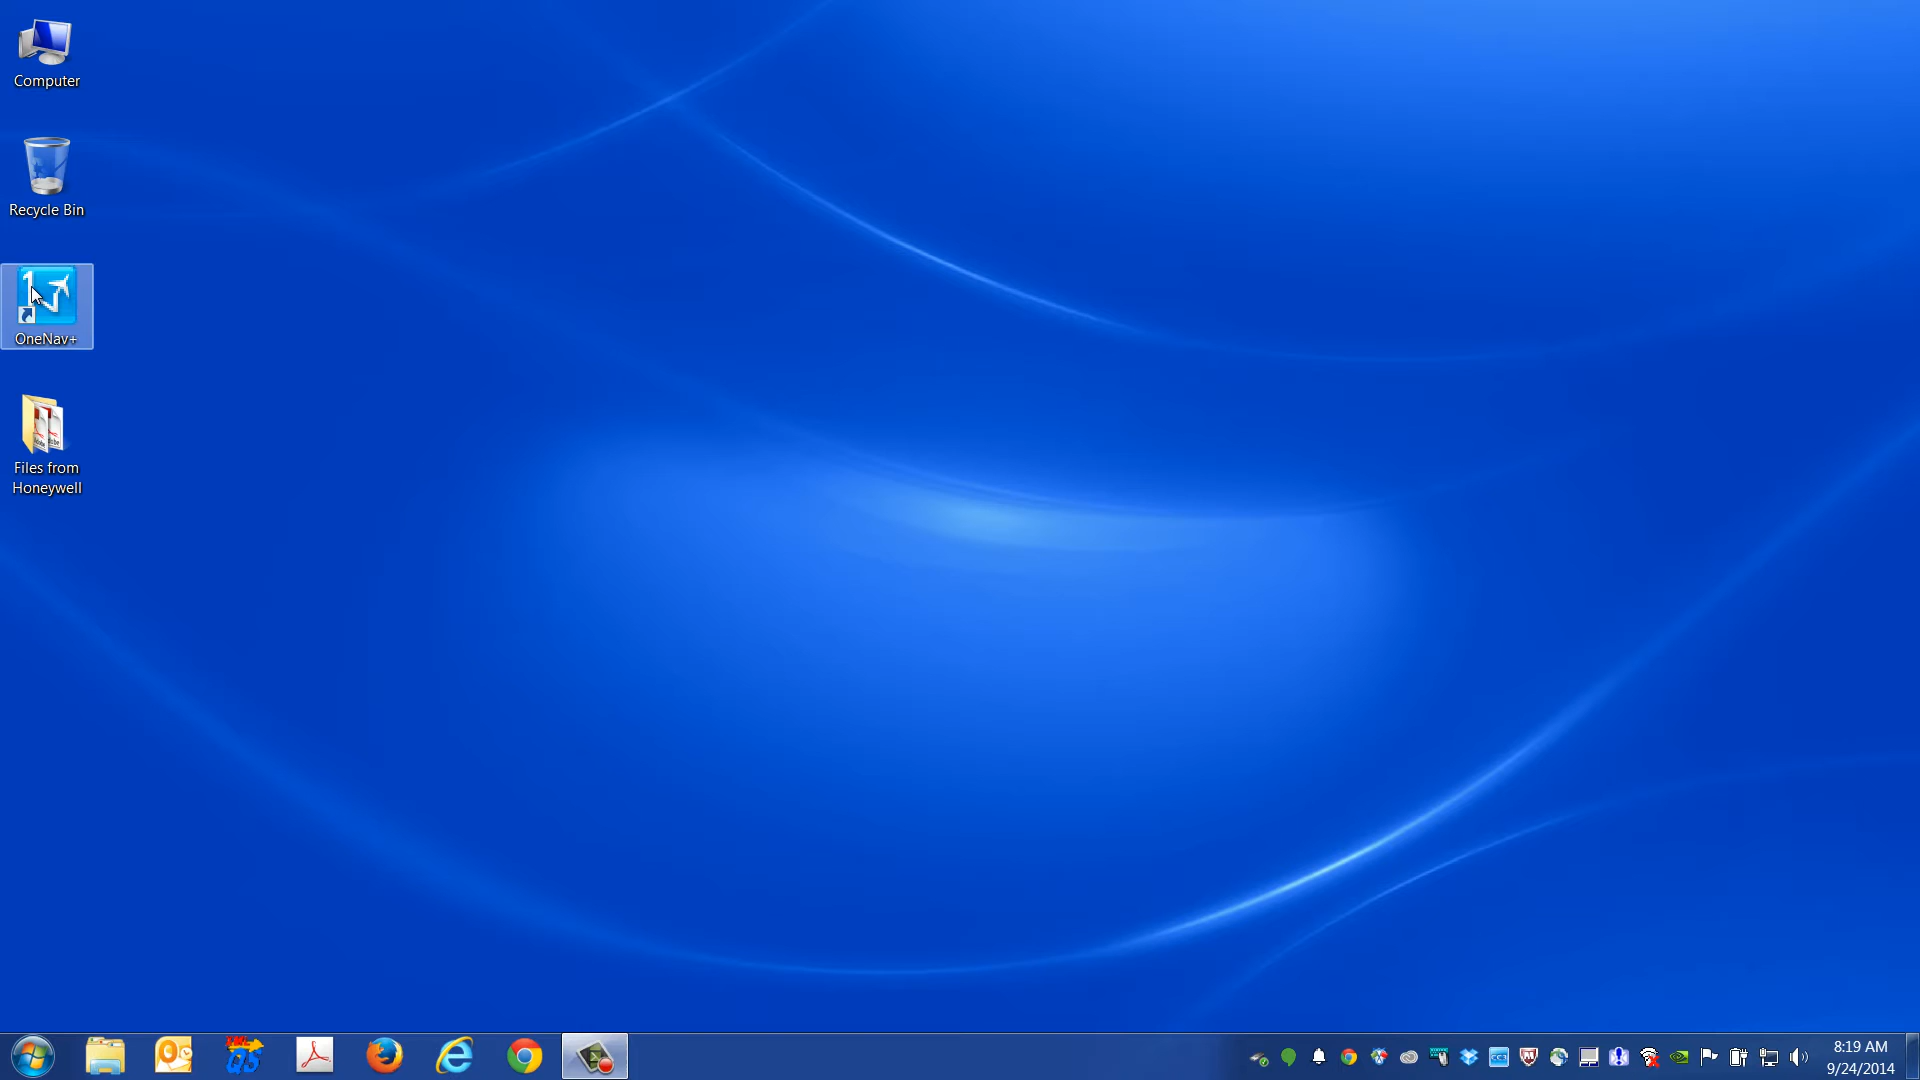 Computer
Recycle Bin
OneNav+
Files from
Honeywell
8:19 AM
9/24/2014